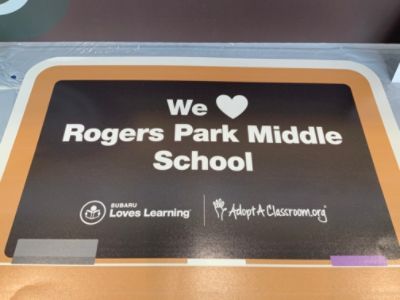 We ♥
Rogers Park Middle
School
SUBARU
Loves Learning
AdoptAClassroom.org